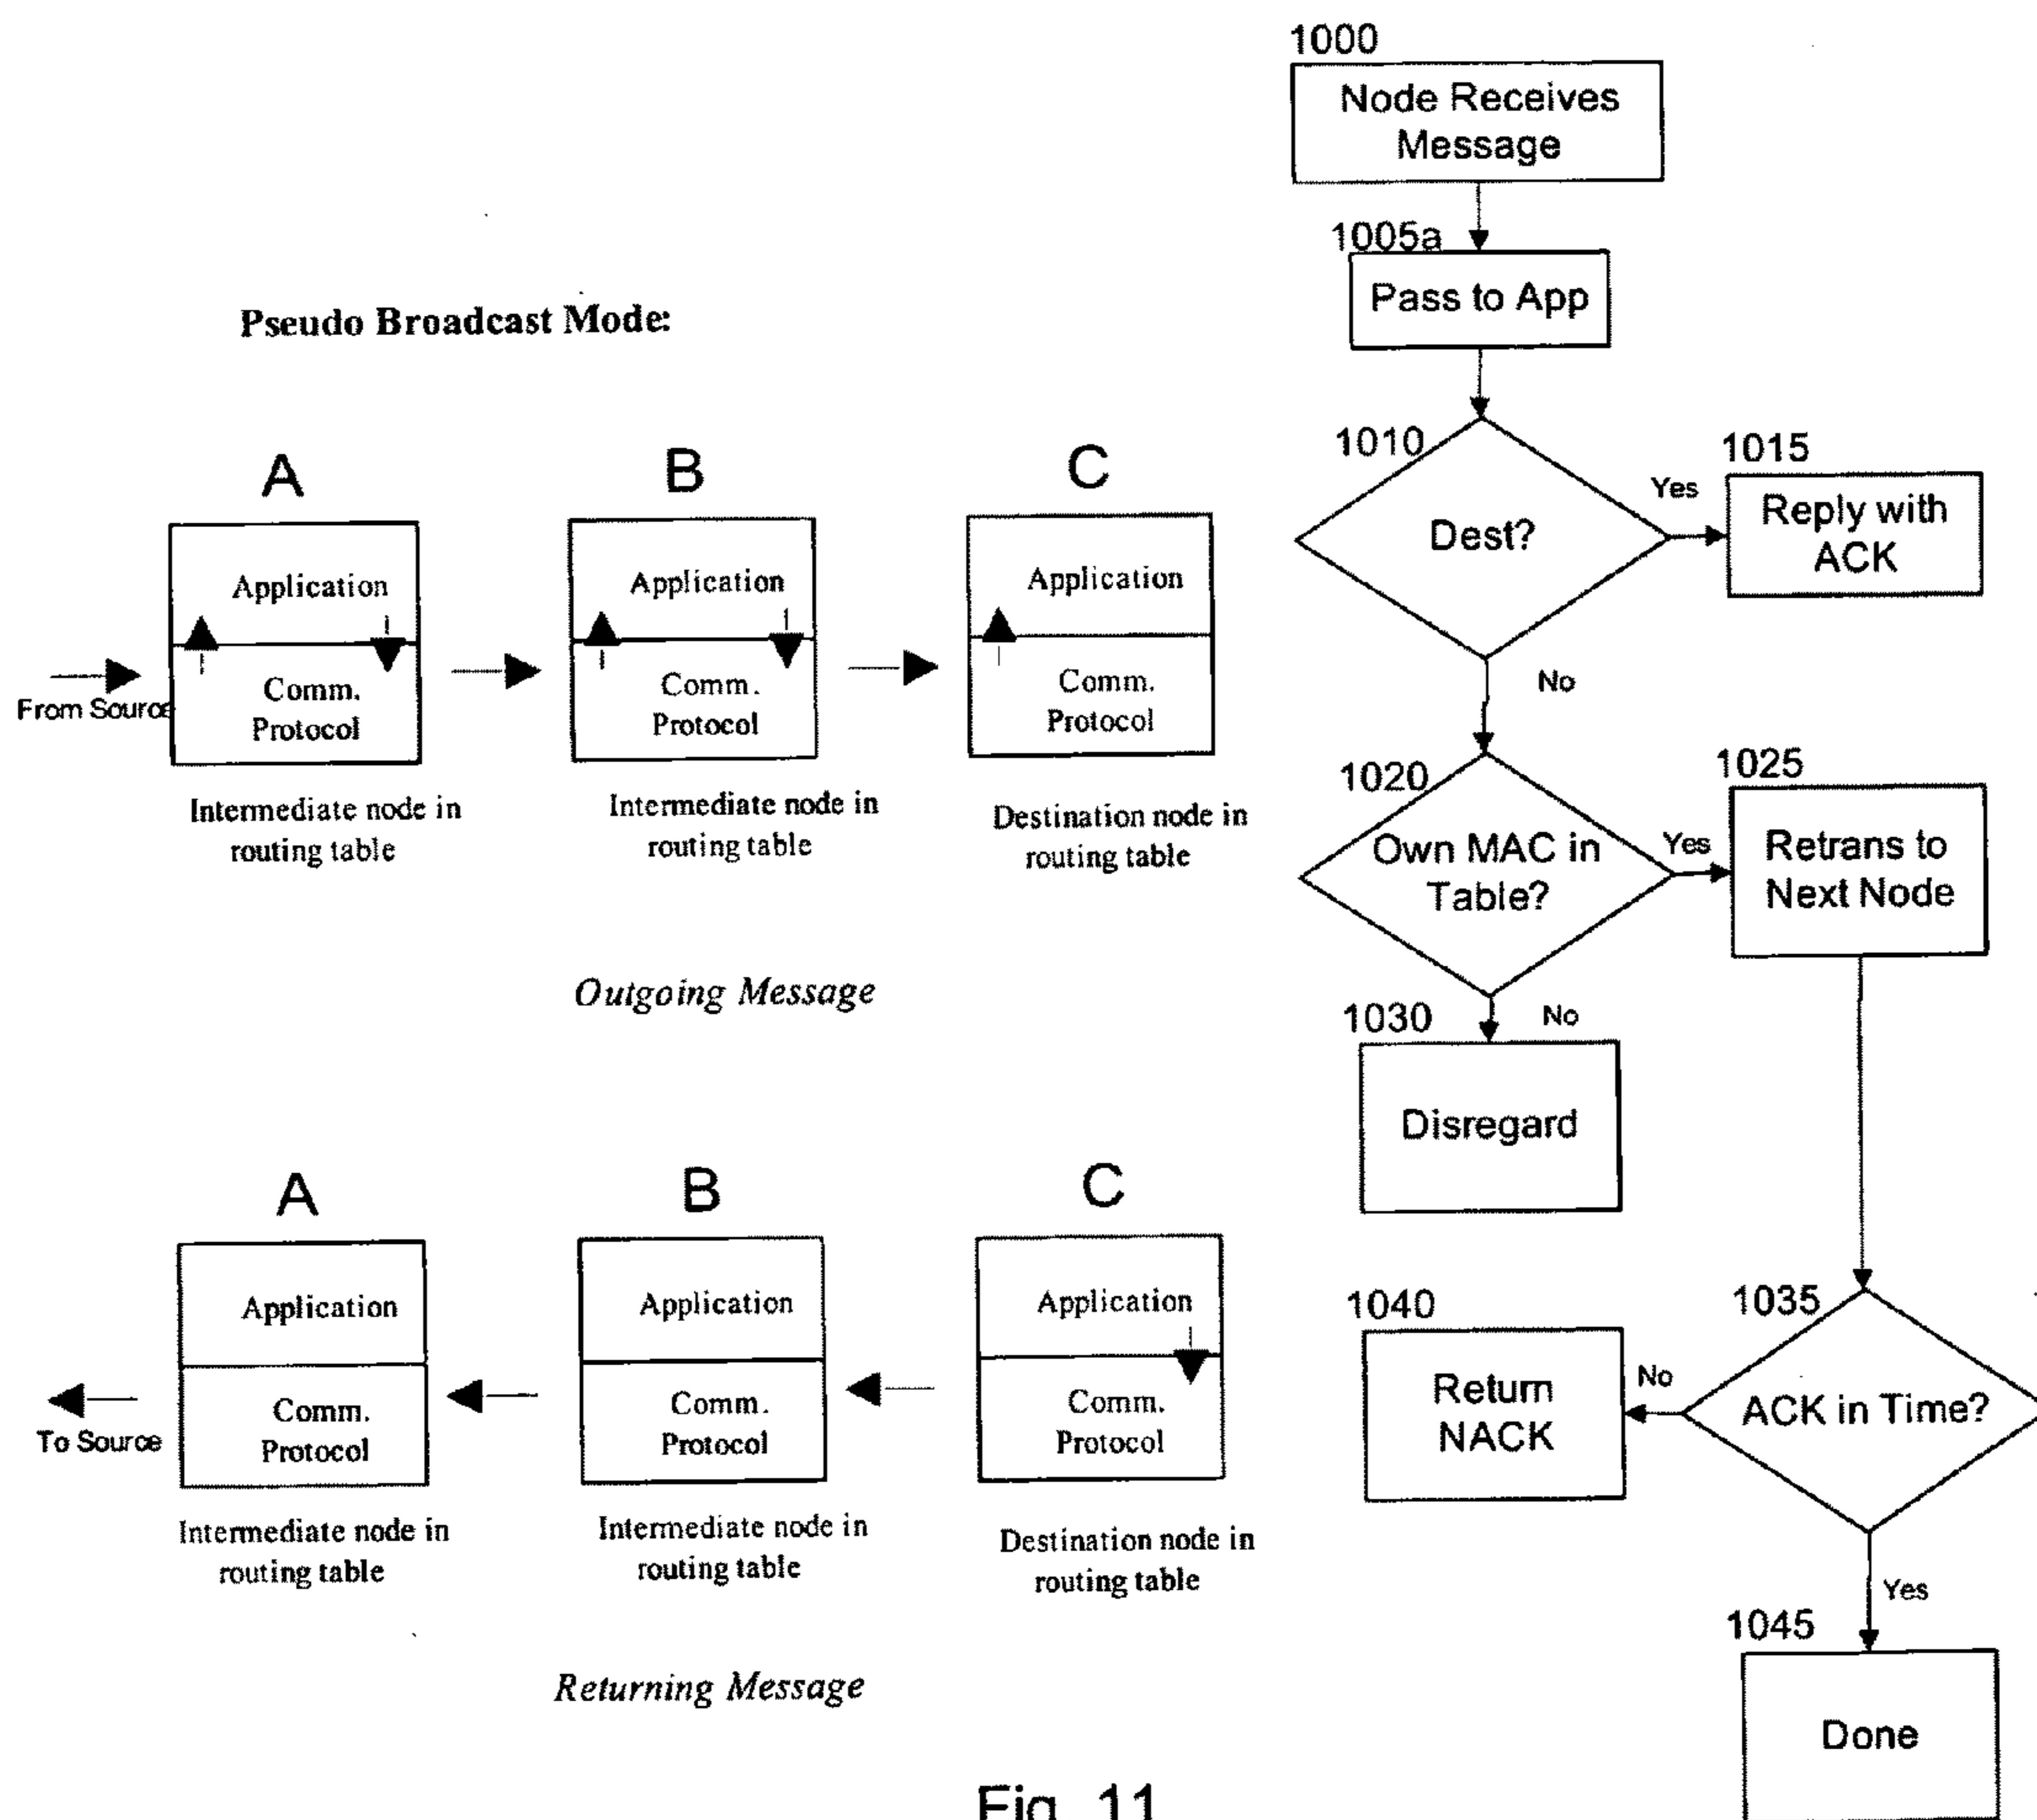 Pseudo Broadcast Mode:
A
B
C
Application
Application
Application
Comm.
Protocol
Comm.
Protocol
Comm.
Protocol
From Source
Intermediate node in
routing table
Intermediate node in
routing table
Destination node in
routing table
Outgoing Message
A
B
C
Application
Application
Application
Comm.
Protocol
Comm.
Protocol
Comm.
Protocol
To Source
Intermediate node in
routing table
Intermediate node in
routing table
Destination node in
routing table
Returning Message
1000
Node Receives
Message
1005a
Pass to App
1010
Dest?
Yes
1015
Reply with
ACK
No
1020
Own MAC in
Table?
Yes
1025
Retrans to
Next Node
No
1030
Disregard
1035
ACK in Time?
No
1040
Return
NACK
Yes
1045
Done
Fig. 11